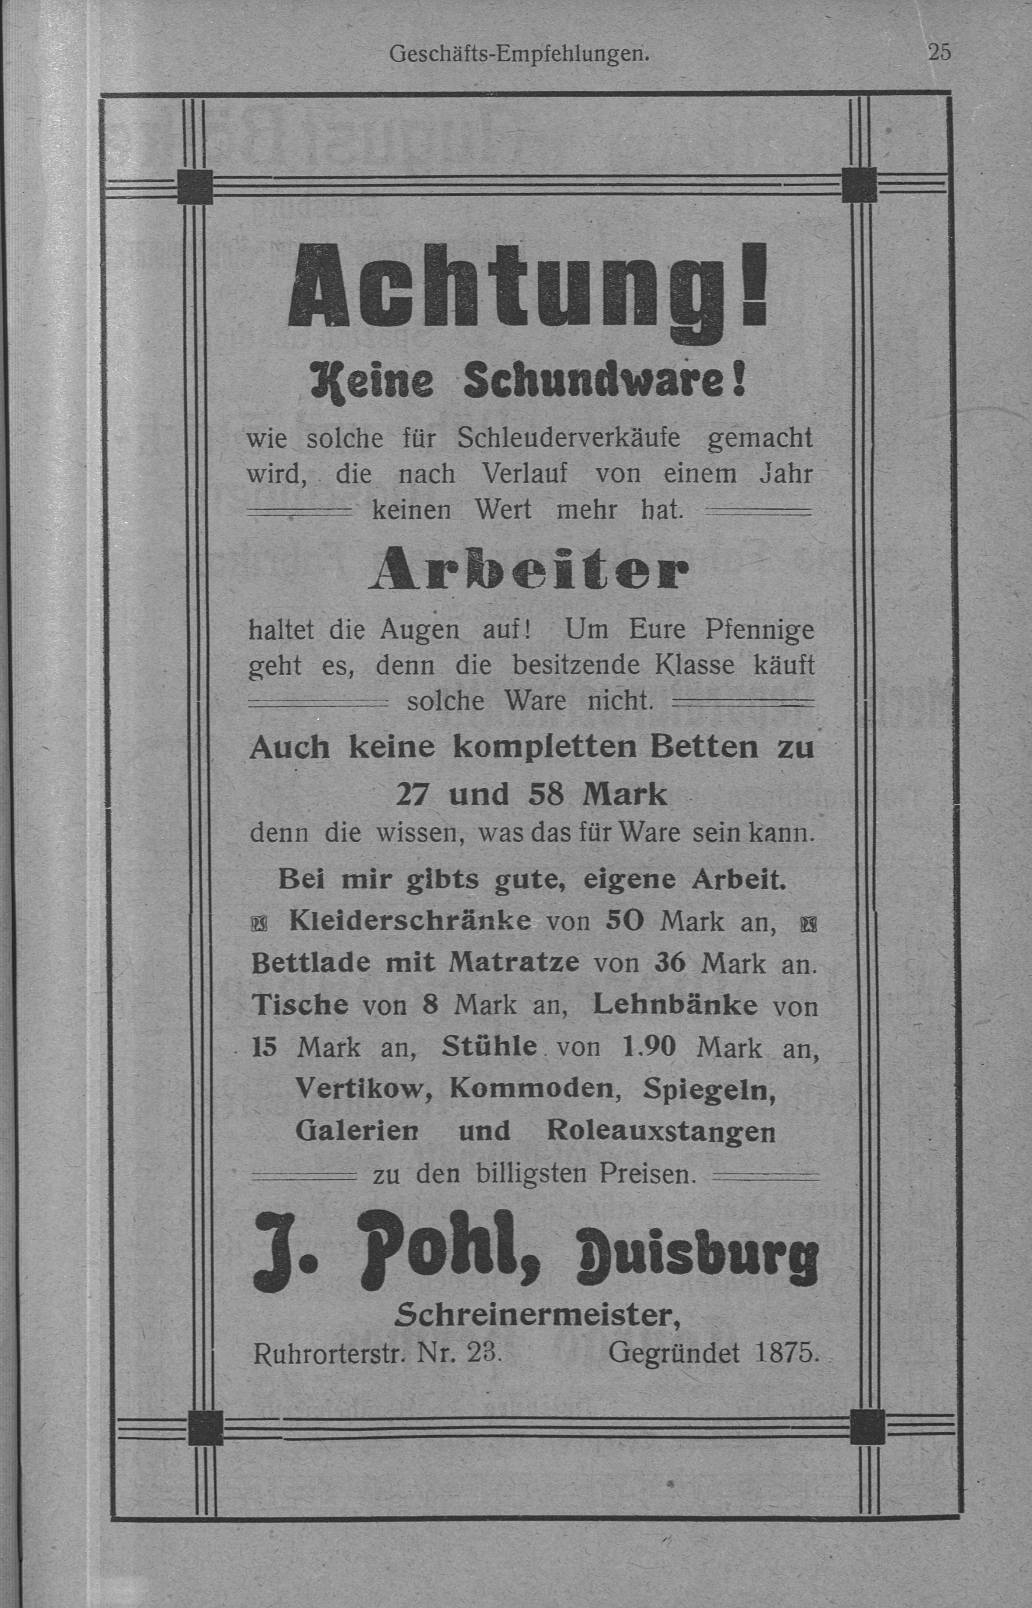 Geschäfts-Empfehlungen. 25
Achtung!
Keine Schundware!
wie solche für Schleuderverkäufe gemacht
wird, die nach Verlauf von einem Jahr
keinen Wert mehr hat.
Arbeiter
haltet die Augen auf! Um Eure Pfennige
geht es, denn die besitzende Klasse käuft
solche Ware nicht.
Auch keine kompletten Betten zu
27 und 58 Mark
denn die wissen, was das für Ware sein kann.
Bei mir gibts gute, eigene Arbeit.
Kleiderschränke von 50 Mark an,
Bettlade mit Matratze von 36 Mark an.
Tische von 8 Mark an, Lehnbänke von
15 Mark an, Stühle von 1.90 Mark an,
Vertikow, Kommoden, Spiegeln,
Galerien und Roleauxstangen
zu den billigsten Preisen.
J. Pohl, Duisburg
Schreinermeister,
Ruhrorterstr. Nr. 23. Gegründet 1875.